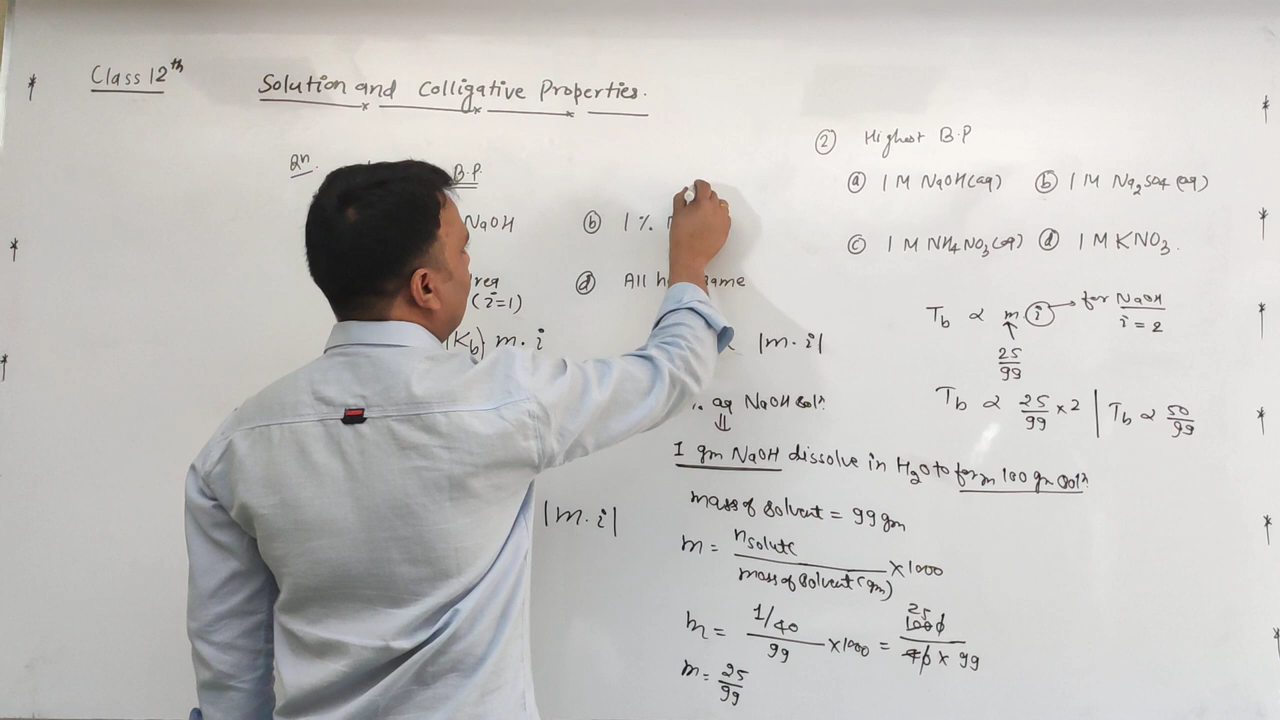 Class 12th
Solution and Colligative Properties.
2n. B.P.
NaOH (b) 1 %.
(i=1) (d) All same
(Kb) m.i
|m.i|
aq NaOH soln
⇓
1 gm NaOH dissolve in H2O to form 100 gm soln
mass of solvent = 99 gm
|m.i|
m = nsolute / mass of solvent (gm) × 1000
m = 1/40 / 99 × 1000 = 25 1000 / 40 × 99
m = 25/99
(2) Highest B.P
(a) 1 M NaOH(aq) (b) 1 M Na2SO4 (aq)
(c) 1 M NH4NO3(aq) (d) 1 M KNO3.
Tb ∝ m.i → for NaOH
i = 2
↑
25/99
Tb ∝ 25/99 × 2 | Tb ∝ 50/99